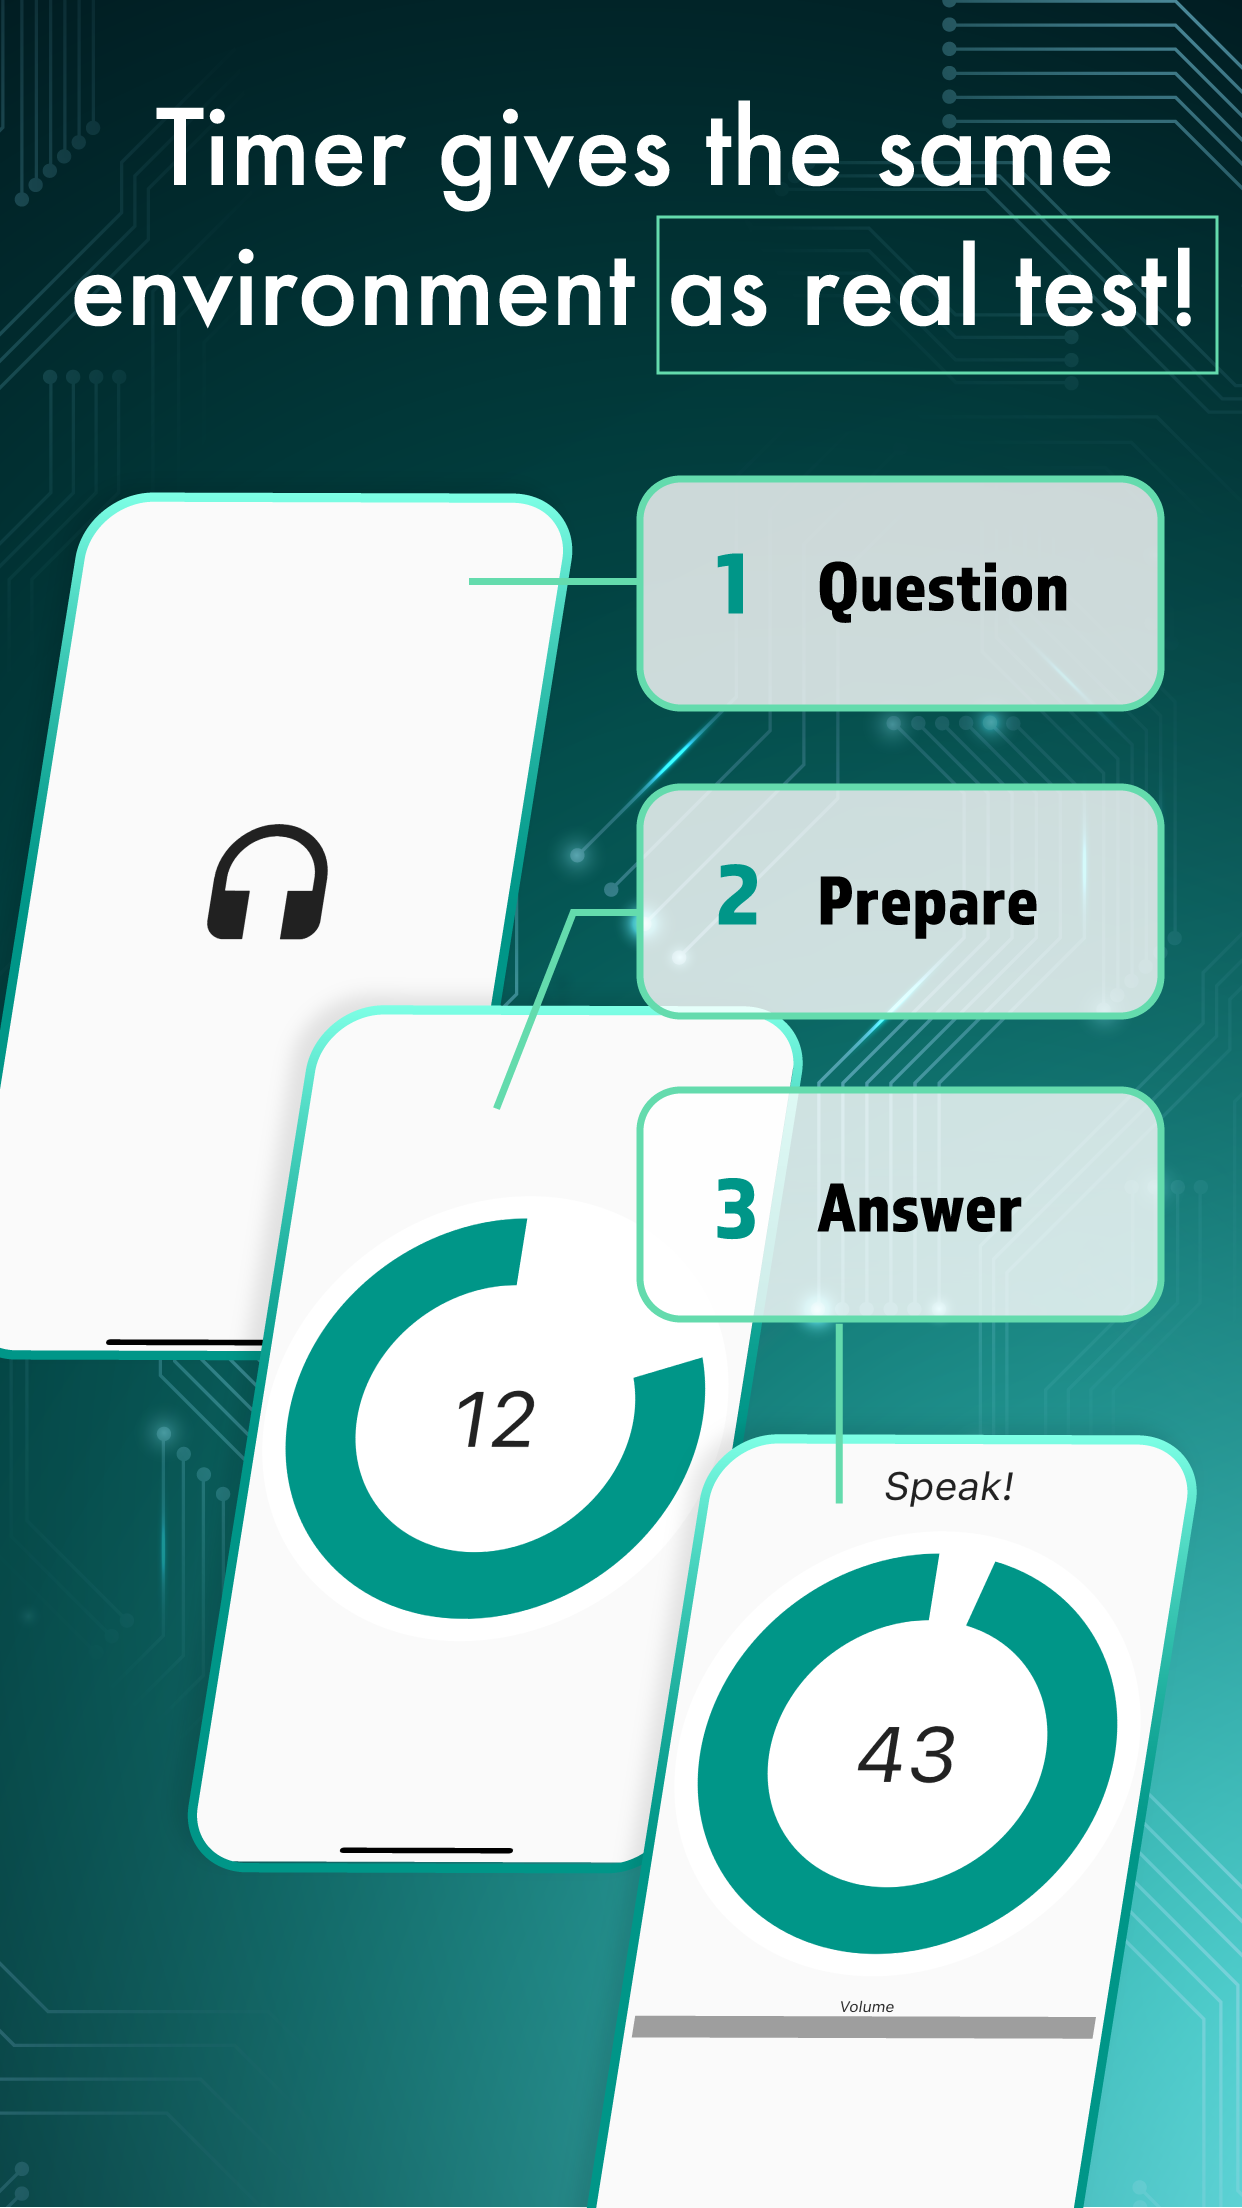 Timer gives the same
environment as real test!
1 Question
2 Prepare
3 Answer
12
Speak!
43
Volume